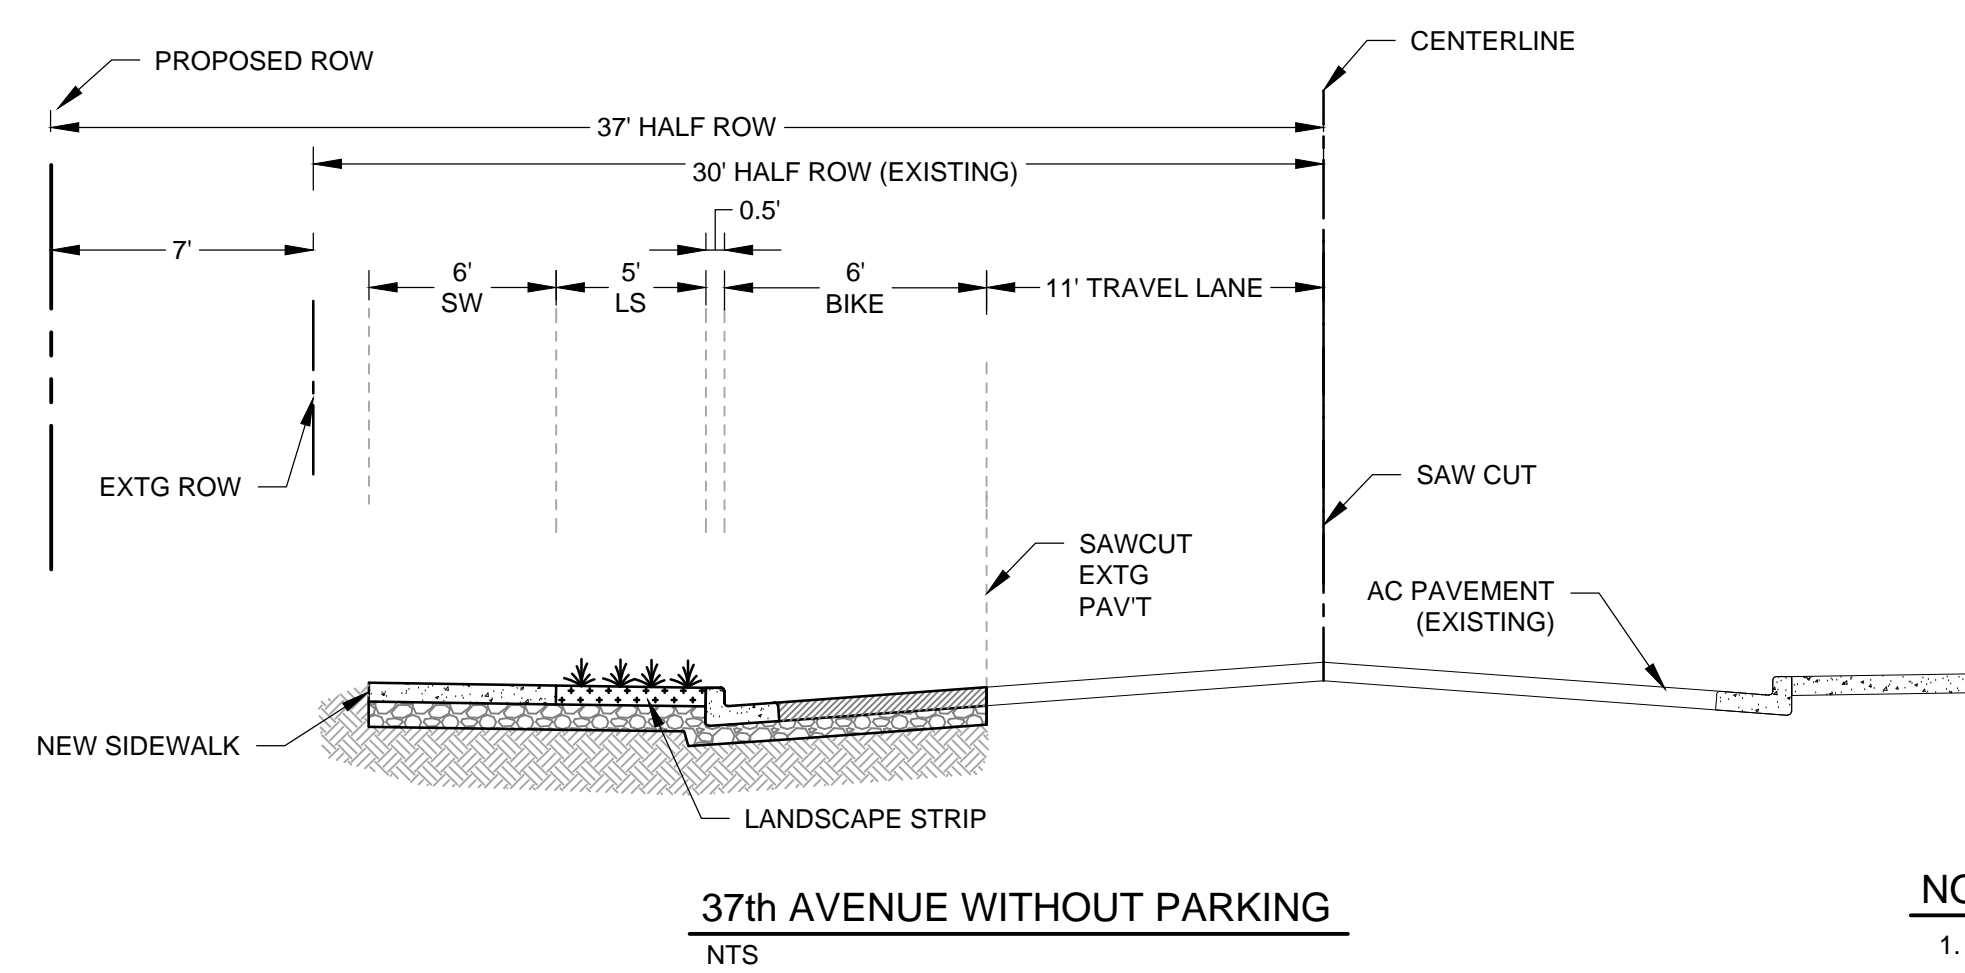 PROPOSED ROW
CENTERLINE
37' HALF ROW
30' HALF ROW (EXISTING)
0.5'
7'
6'
SW
5'
LS
6'
BIKE
11' TRAVEL LANE
EXTG ROW
SAW CUT
SAWCUT
EXTG
PAV'T
AC PAVEMENT
(EXISTING)
NEW SIDEWALK
LANDSCAPE STRIP
37th AVENUE WITHOUT PARKING
NTS
1.